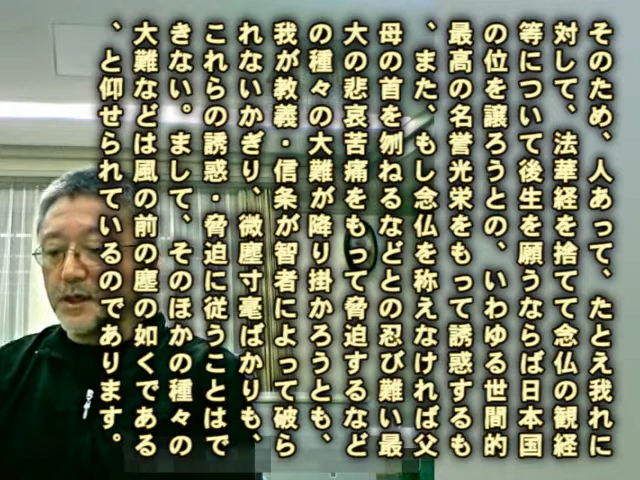 そのため、人あって、たとえ我れに
対して、法華経を捨てて念仏の観経
等について後生を願うならば日本国
の位を譲ろうとの、いわゆる世間的
最高の名誉光栄をもって誘惑するも
、また、もし念仏を称えなければ父
母の首を刎ねるなどとの忍び難い最
大の悲哀苦痛をもって脅迫するなど
の種々の大難が降り掛かろうとも、
我が教義・信条が智者によって破ら
れないかぎり、微塵寸毫ばかりも、
これらの誘惑・脅迫に従うことはで
きない。まして、そのほかの種々の
大難などは風の前の塵の如くである
、と仰せられているのであります。